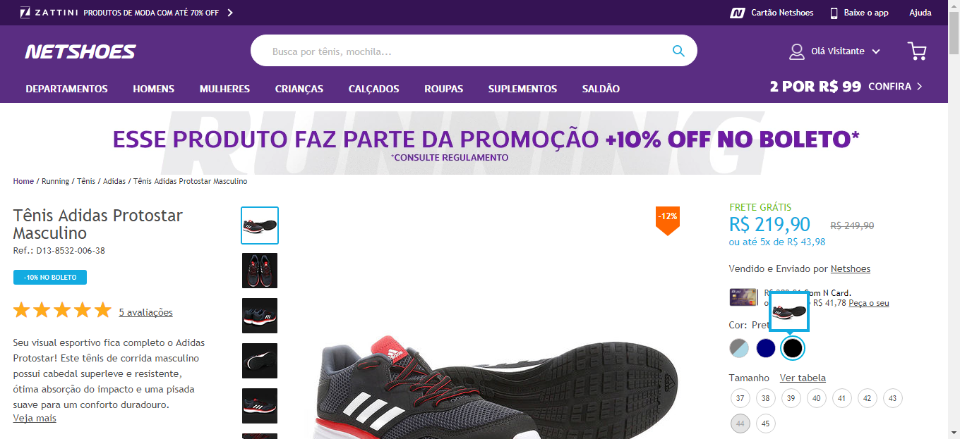 ZATTINI PRODUTOS DE MODA COM ATÉ 70% OFF
Cartão Netshoes Baixe o app Ajuda
NETSHOES
Busca por tênis, mochila...
Olá Visitante
DEPARTAMENTOS HOMENS MULHERES CRIANÇAS CALÇADOS ROUPAS SUPLEMENTOS SALDÃO
2 POR R$ 99 CONFIRA
RUNNING
ESSE PRODUTO FAZ PARTE DA PROMOÇÃO +10% OFF NO BOLETO*
*CONSULTE REGULAMENTO
Home / Running / Tênis / Adidas / Tênis Adidas Protostar Masculino
Tênis Adidas Protostar
Masculino
Ref.: D13-8532-006-38
-10% NO BOLETO
5 avaliações
Seu visual esportivo fica completo o Adidas
Protostar! Este tênis de corrida masculino
possui cabedal superleve e resistente,
ótima absorção do impacto e uma pisada
suave para um conforto duradouro.
Veja mais
-12%
adidas
FRETE GRÁTIS
R$ 219,90 R$ 249,90
ou até 5x de R$ 43,98
Vendido e Enviado por Netshoes
com N Card.
R$ 41,78 Peça o seu
Cor: Pret
Tamanho Ver tabela
37 38 39 40 41 42 43
44 45